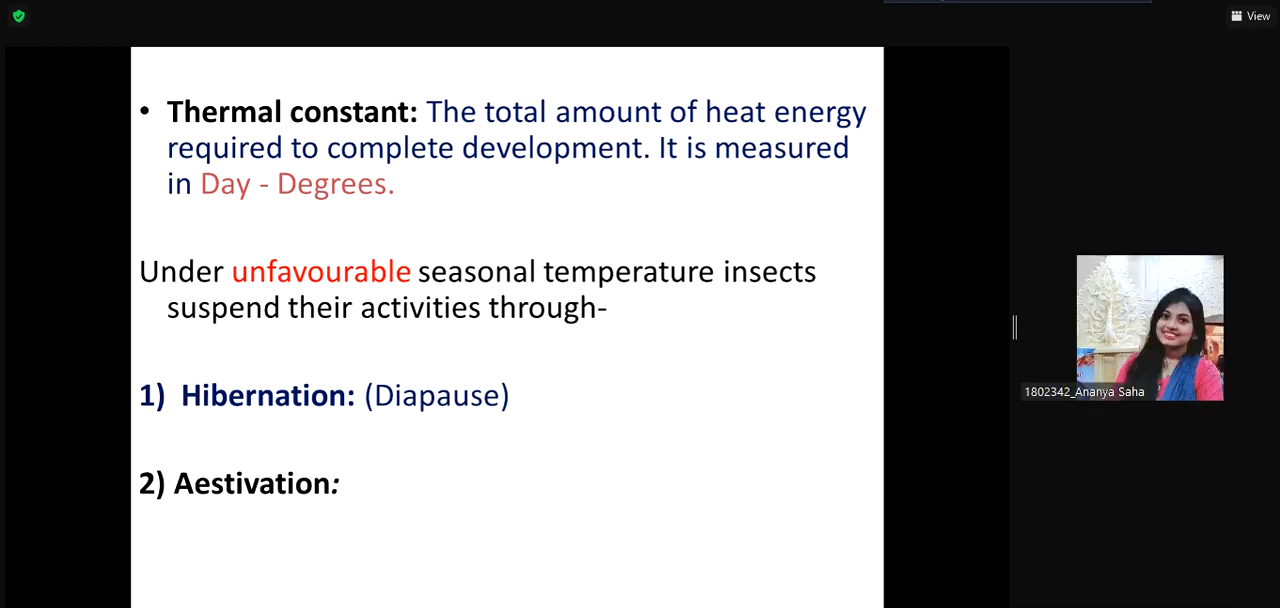 View
• Thermal constant: The total amount of heat energy
required to complete development. It is measured
in Day - Degrees.
Under unfavourable seasonal temperature insects
suspend their activities through-
1) Hibernation: (Diapause)
2) Aestivation:
1802342_Ananya Saha